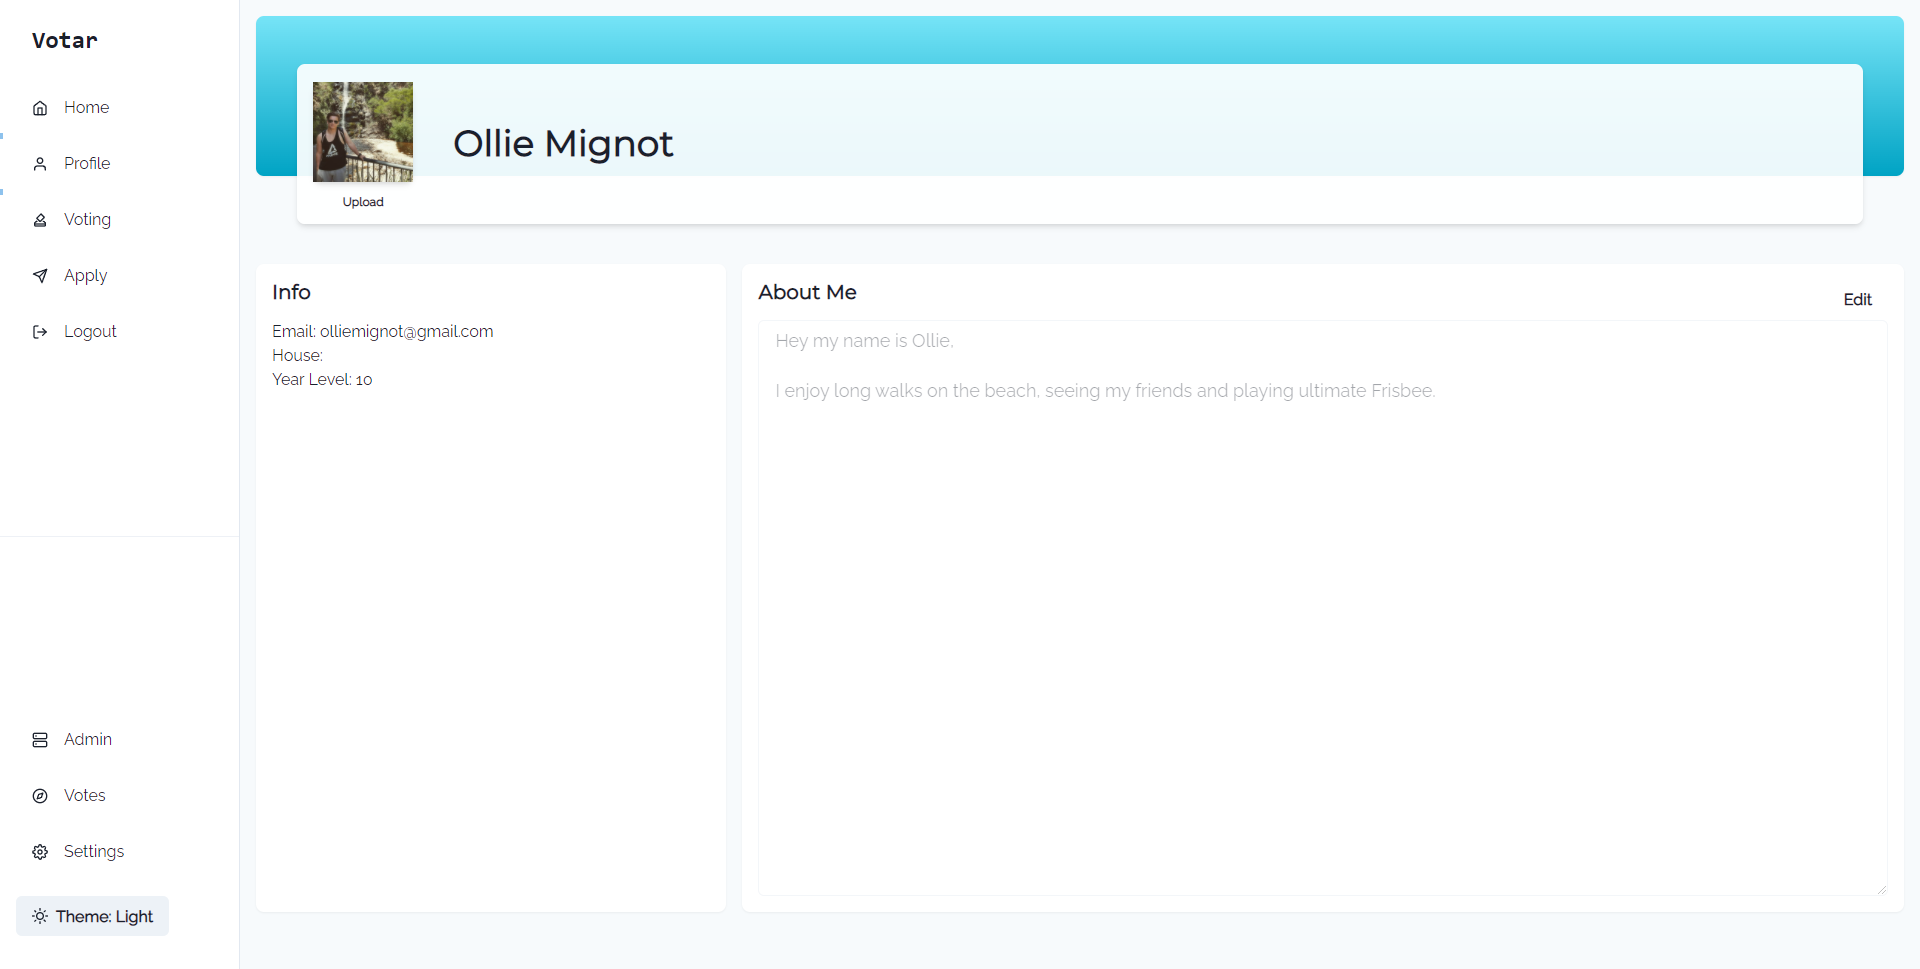 Votar
Home
Profile
Voting
Apply
Logout
Admin
Votes
Settings
Theme: Light
Ollie Mignot
Upload
Info
Email: olliemignot@gmail.com
House:
Year Level: 10
About Me
Edit
Hey my name is Ollie,
I enjoy long walks on the beach, seeing my friends and playing ultimate Frisbee.